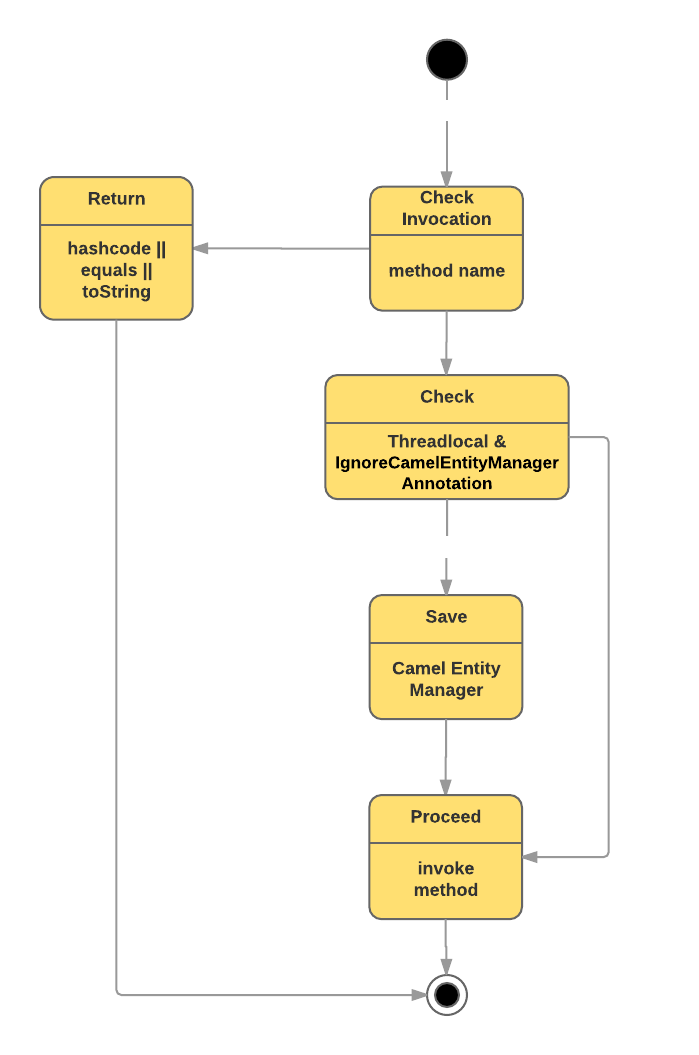 Check
Invocation
method name
Return
hashcode ||
equals ||
toString
Check
Threadlocal &
IgnoreCamelEntityManager
Annotation
Save
Camel Entity
Manager
Proceed
invoke
method